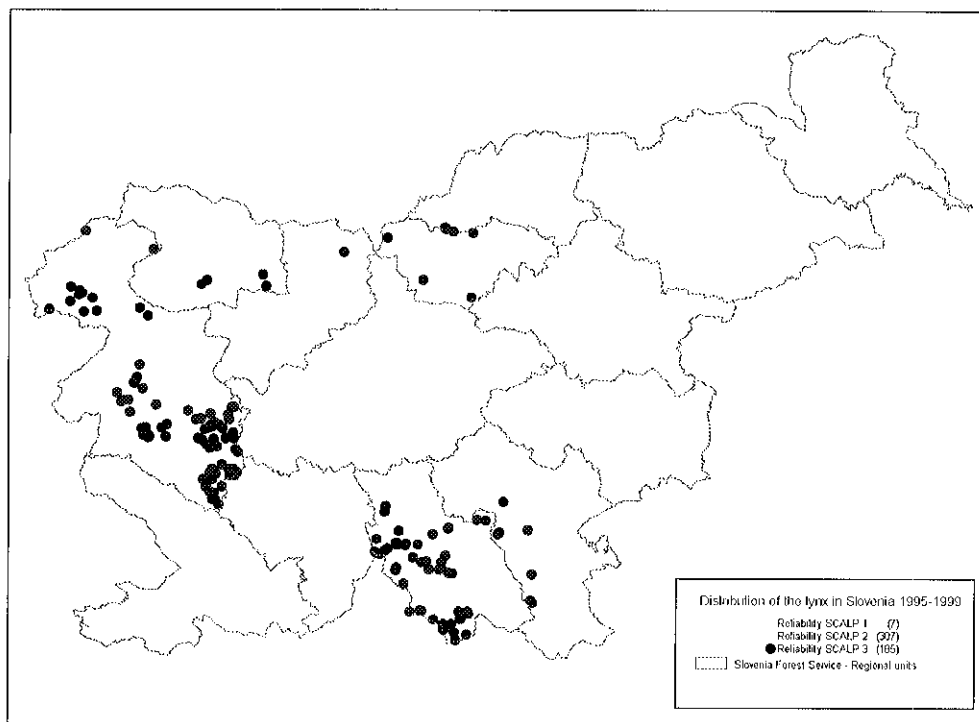 Distribution of the lynx in Slovenia 1995-1999
Reliability SCALP 1 (7)
Reliability SCALP 2 (307)
Reliability SCALP 3 (185)
Slovenia Forest Service - Regional units